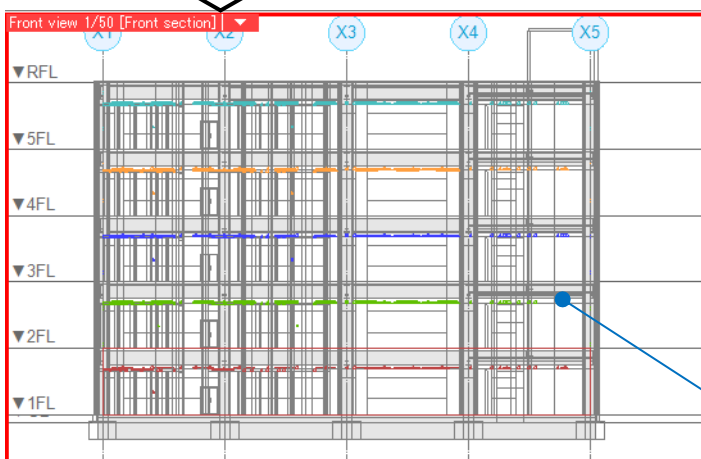 Front view 1/50 [Front section]
X1 X2 X3 X4 X5
▼RFL
▼5FL
▼4FL
▼3FL
▼2FL
▼1FL